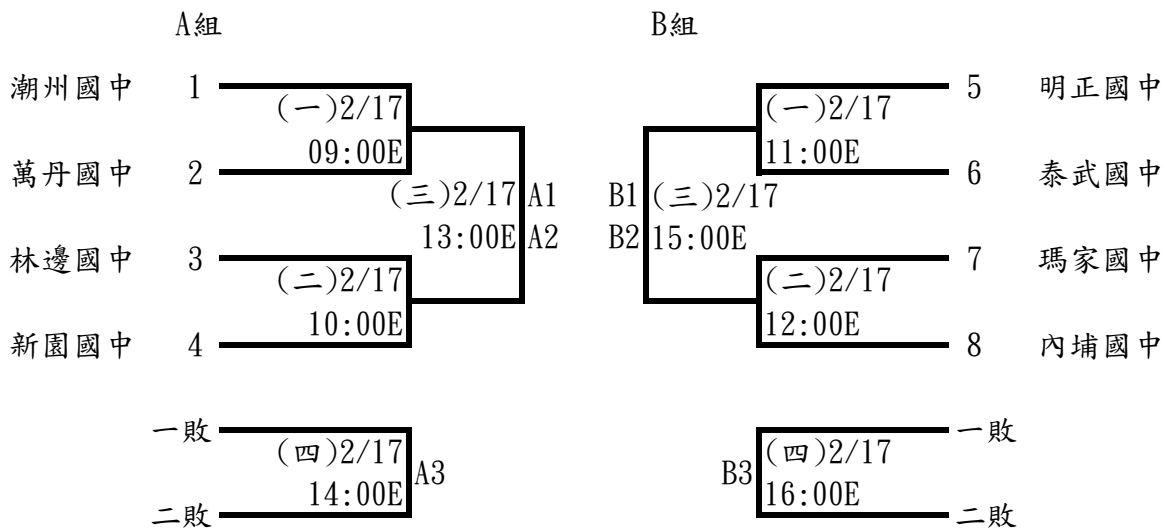 A組 B組
潮州國中 1 5 明正國中
(一)2/17 (一)2/17
09:00E 11:00E
萬丹國中 2 6 泰武國中
(三)2/17 A1 B1 (三)2/17
13:00E A2 B2 15:00E
林邊國中 3 7 瑪家國中
(二)2/17 (二)2/17
10:00E 12:00E
新園國中 4 8 內埔國中
一敗 一敗
(四)2/17 A3 B3 (四)2/17
14:00E 16:00E
二敗 二敗